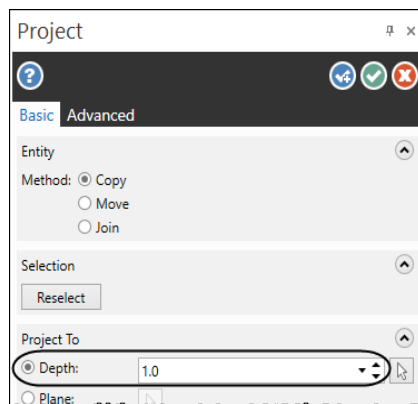 Project
Basic Advanced
Entity
Method: Copy
Move
Join
Selection
Reselect
Project To
Depth: 1.0
Plane: